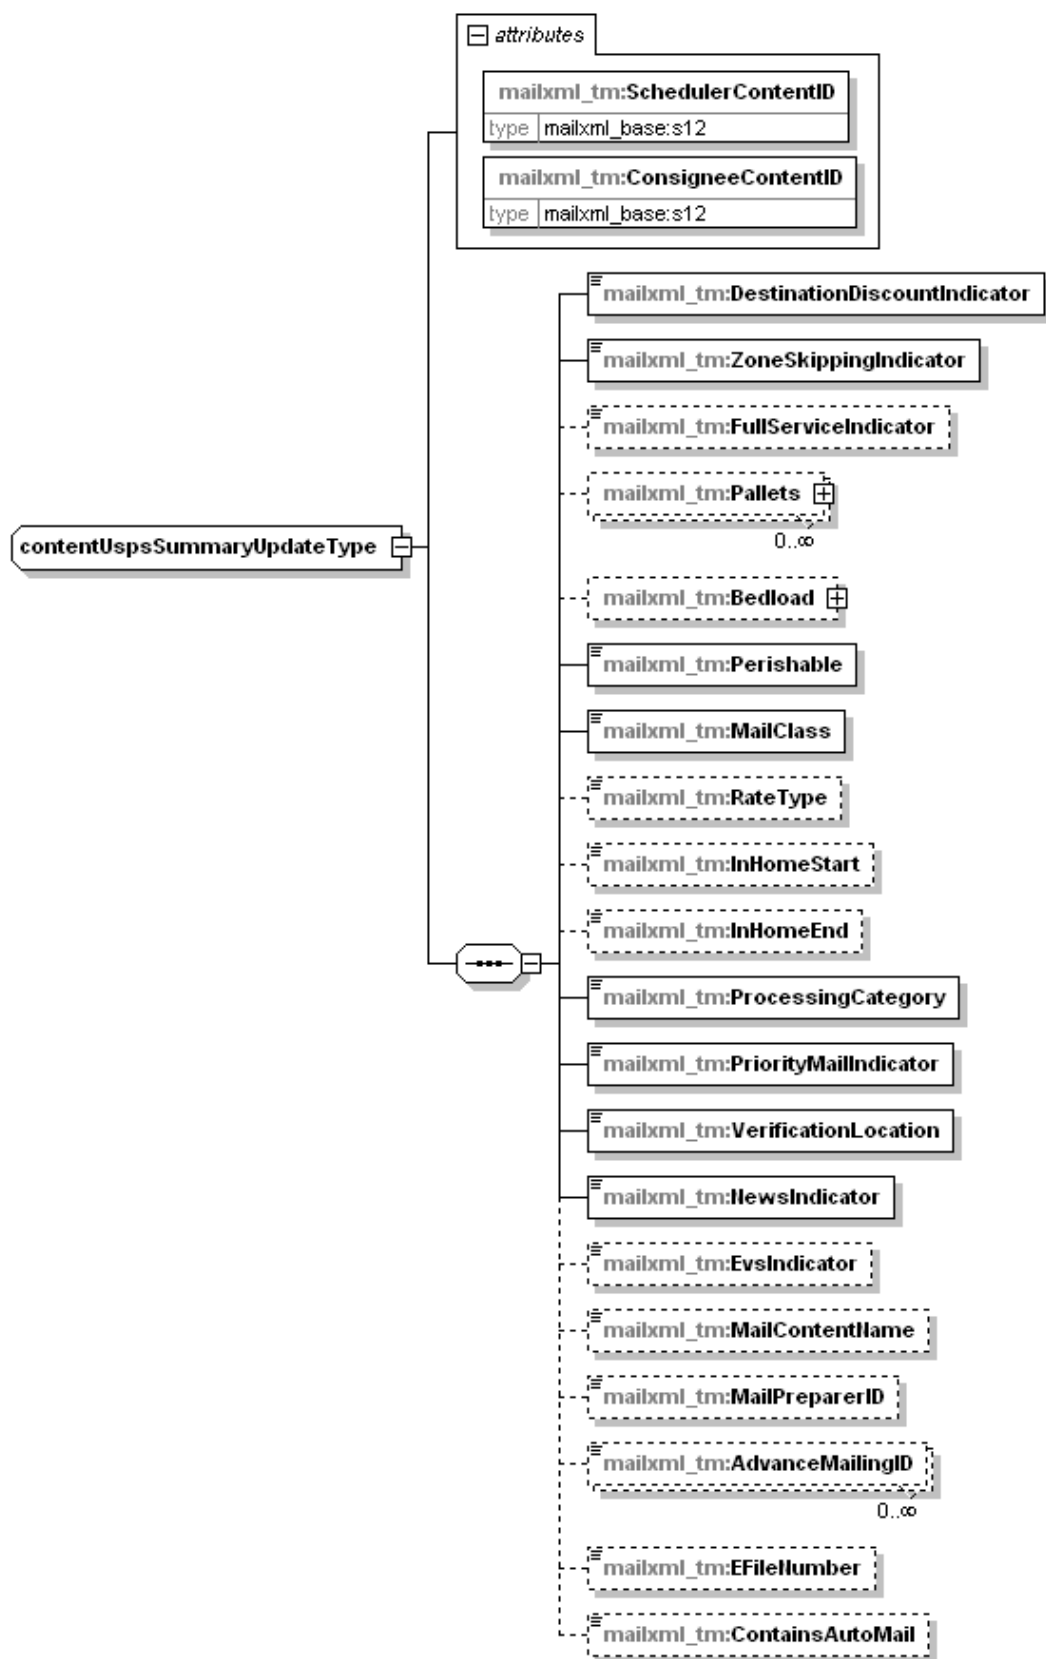 attributes
mailxml_tm:SchedulerContentID
type mailxml_base:s12
mailxml_tm:ConsigneeContentID
type mailxml_base:s12
mailxml_tm:DestinationDiscountIndicator
mailxml_tm:ZoneSkippingIndicator
mailxml_tm:FullServiceIndicator
mailxml_tm:Pallets
0..∞
contentUspsSummaryUpdateType
mailxml_tm:Bedload
mailxml_tm:Perishable
mailxml_tm:MailClass
mailxml_tm:RateType
mailxml_tm:InHomeStart
mailxml_tm:InHomeEnd
mailxml_tm:ProcessingCategory
mailxml_tm:PriorityMailIndicator
mailxml_tm:VerificationLocation
mailxml_tm:NewsIndicator
mailxml_tm:EvsIndicator
mailxml_tm:MailContentName
mailxml_tm:MailPreparerID
mailxml_tm:AdvanceMailingID
0..∞
mailxml_tm:EFileNumber
mailxml_tm:ContainsAutoMail